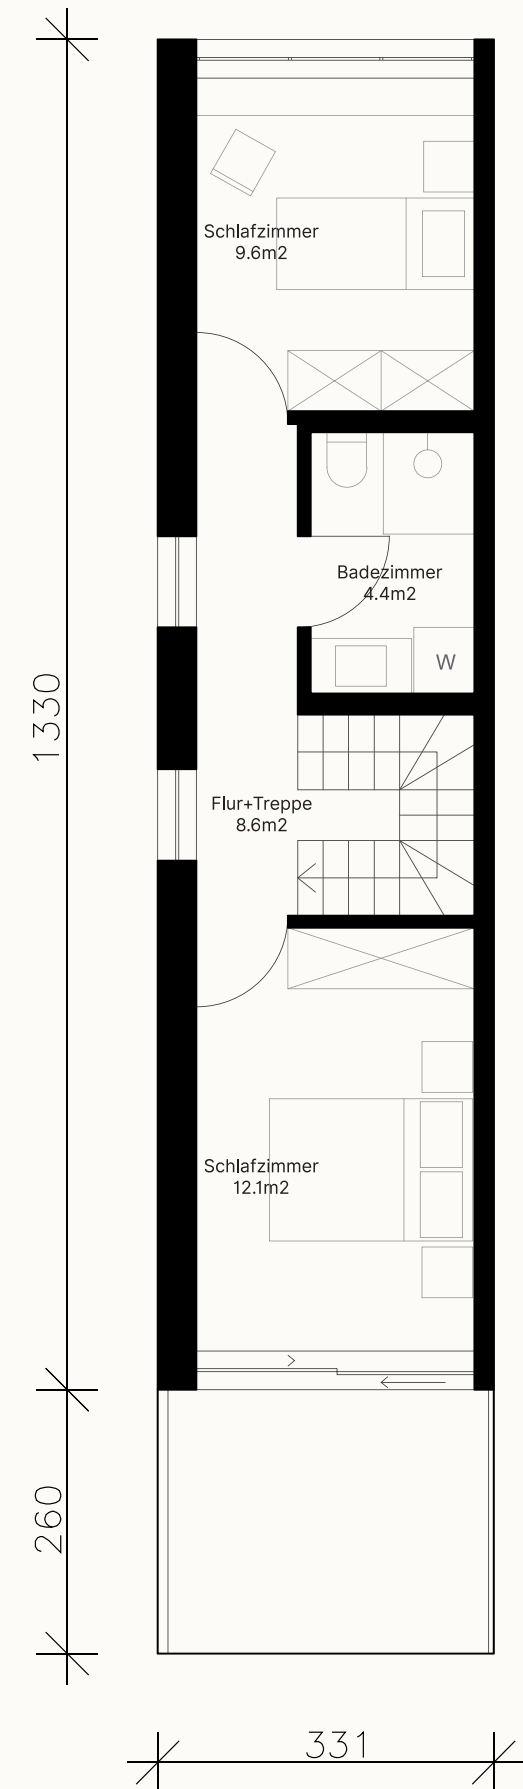 Schlafzimmer
9.6m2
Badezimmer
4.4m2
W
1330
Flur+Treppe
8.6m2
Schlafzimmer
12.1m2
260
331